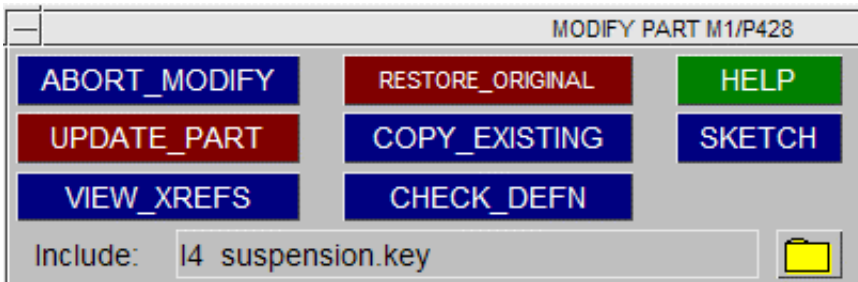 MODIFY PART M1/P428
ABORT_MODIFY RESTORE_ORIGINAL HELP
UPDATE_PART COPY_EXISTING SKETCH
VIEW_XREFS CHECK_DEFN
Include: I4 suspension.key